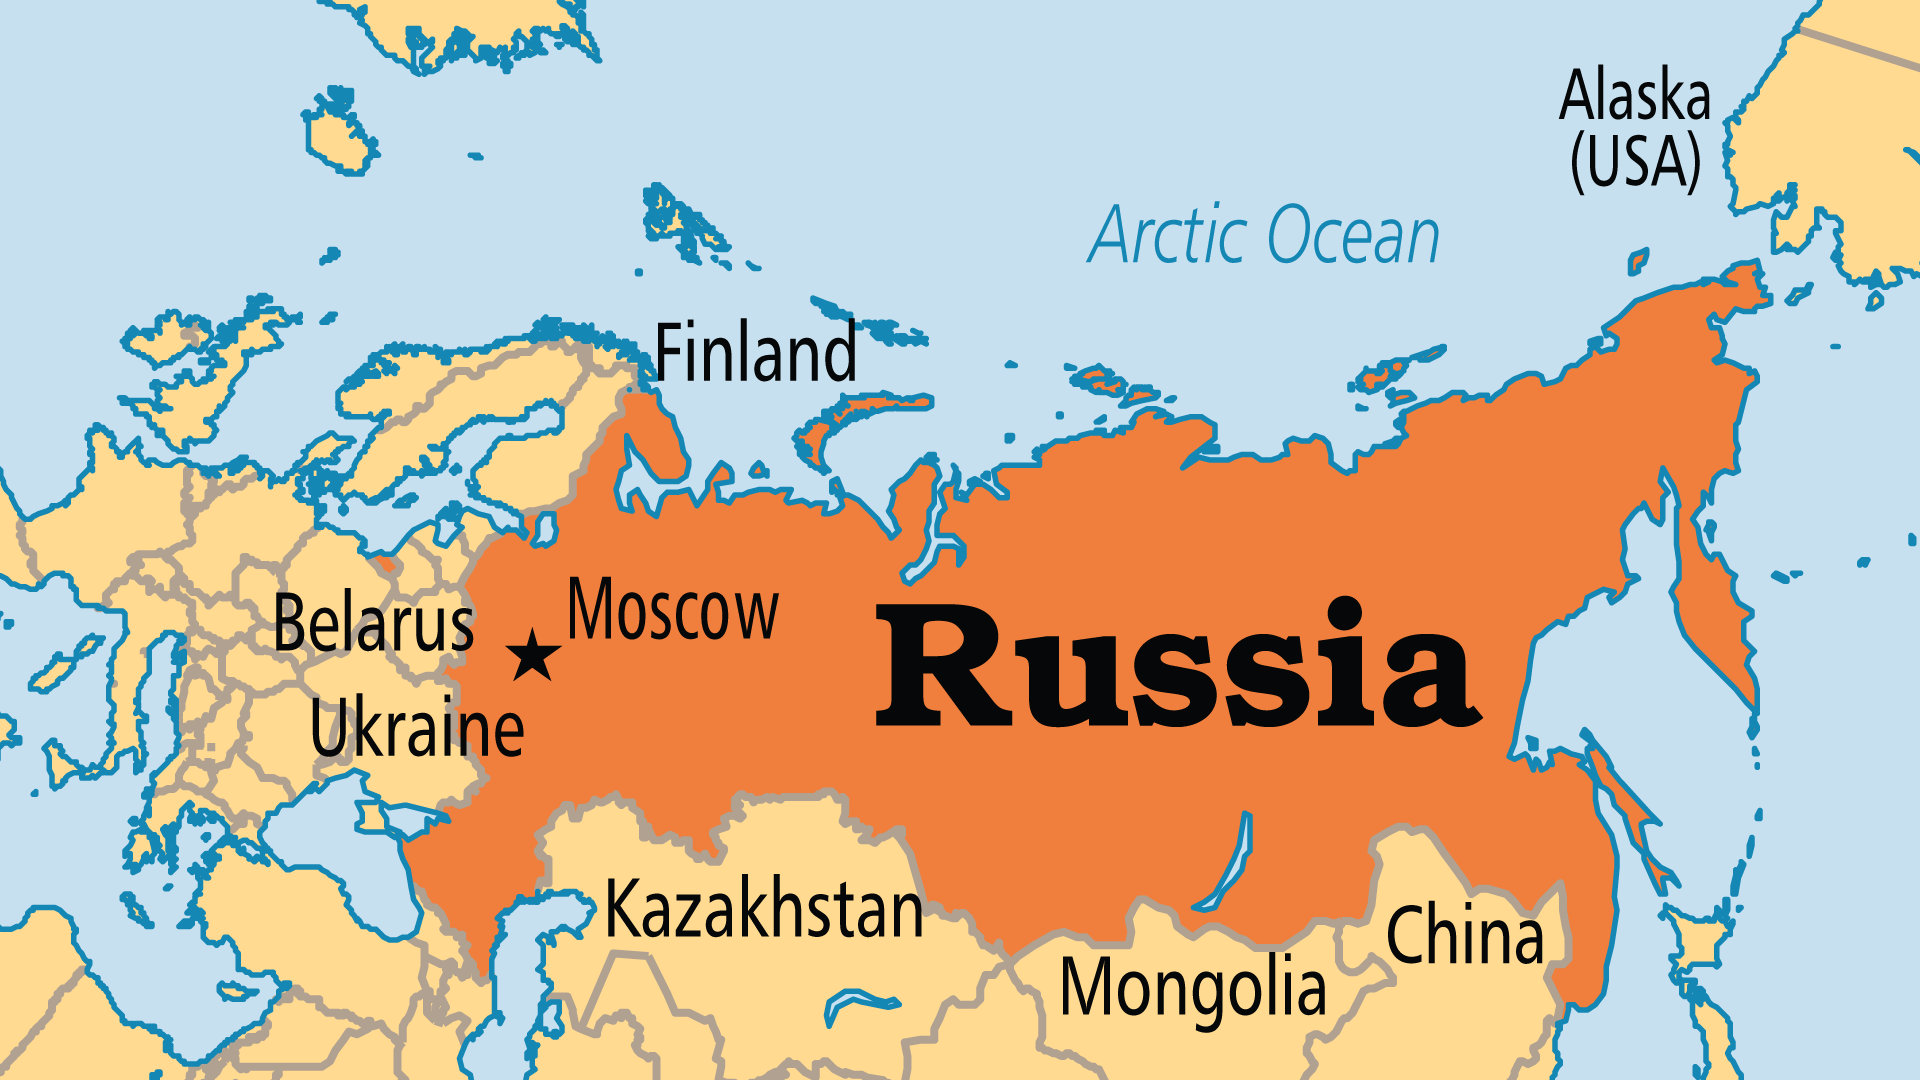 Alaska
(USA)
Arctic Ocean
Finland
Belarus
Moscow
Russia
Ukraine
Kazakhstan
China
Mongolia